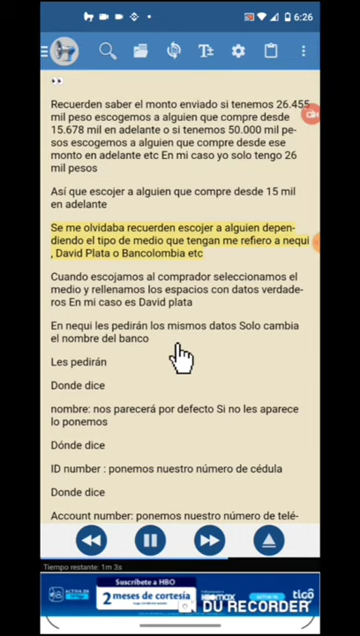 6:26
T±
👀
Recuerden saber el monto enviado si tenemos 26.455
mil peso escogemos a alguien que compre desde
15.678 mil en adelante o si tenemos 50.000 mil pe-
sos escogemos a alguien que compre desde ese
monto en adelante etc En mi caso yo solo tengo 26
mil pesos
Así que escojer a alguien que compre desde 15 mil
en adelante
Se me olvidaba recuerden escojer a alguien depen-
diendo el tipo de medio que tengan me refiero a nequi
, David Plata o Bancolombia etc
Cuando escojamos al comprador seleccionamos el
medio y rellenamos los espacios con datos verdade-
ros En mi caso es David plata
En nequi les pedirán los mismos datos Solo cambia
el nombre del banco
Les pedirán
Donde dice
nombre: nos parecerá por defecto Si no les aparece
lo ponemos
Dónde dice
ID number : ponemos nuestro número de cédula
Donde dice
Account number: ponemos nuestro número de telé-
Tiempo restante: 1m 3s
Suscríbete a HBO
2 meses de cortesía
DU RECORDER
tigo